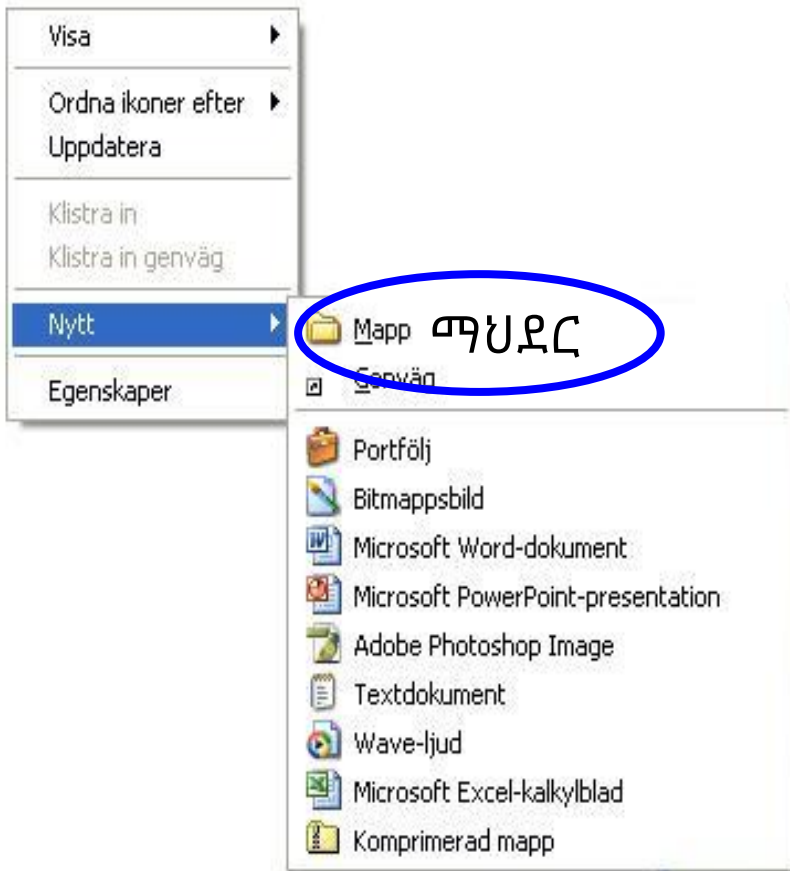 Visa
Ordna ikoner efter
Uppdatera
Klistra in
Klistra in genväg
Nytt
Egenskaper
Mapp ማህደር
Genväg
Portfölj
Bitmappsbild
Microsoft Word-dokument
Microsoft PowerPoint-presentation
Adobe Photoshop Image
Textdokument
Wave-ljud
Microsoft Excel-kalkylblad
Komprimerad mapp